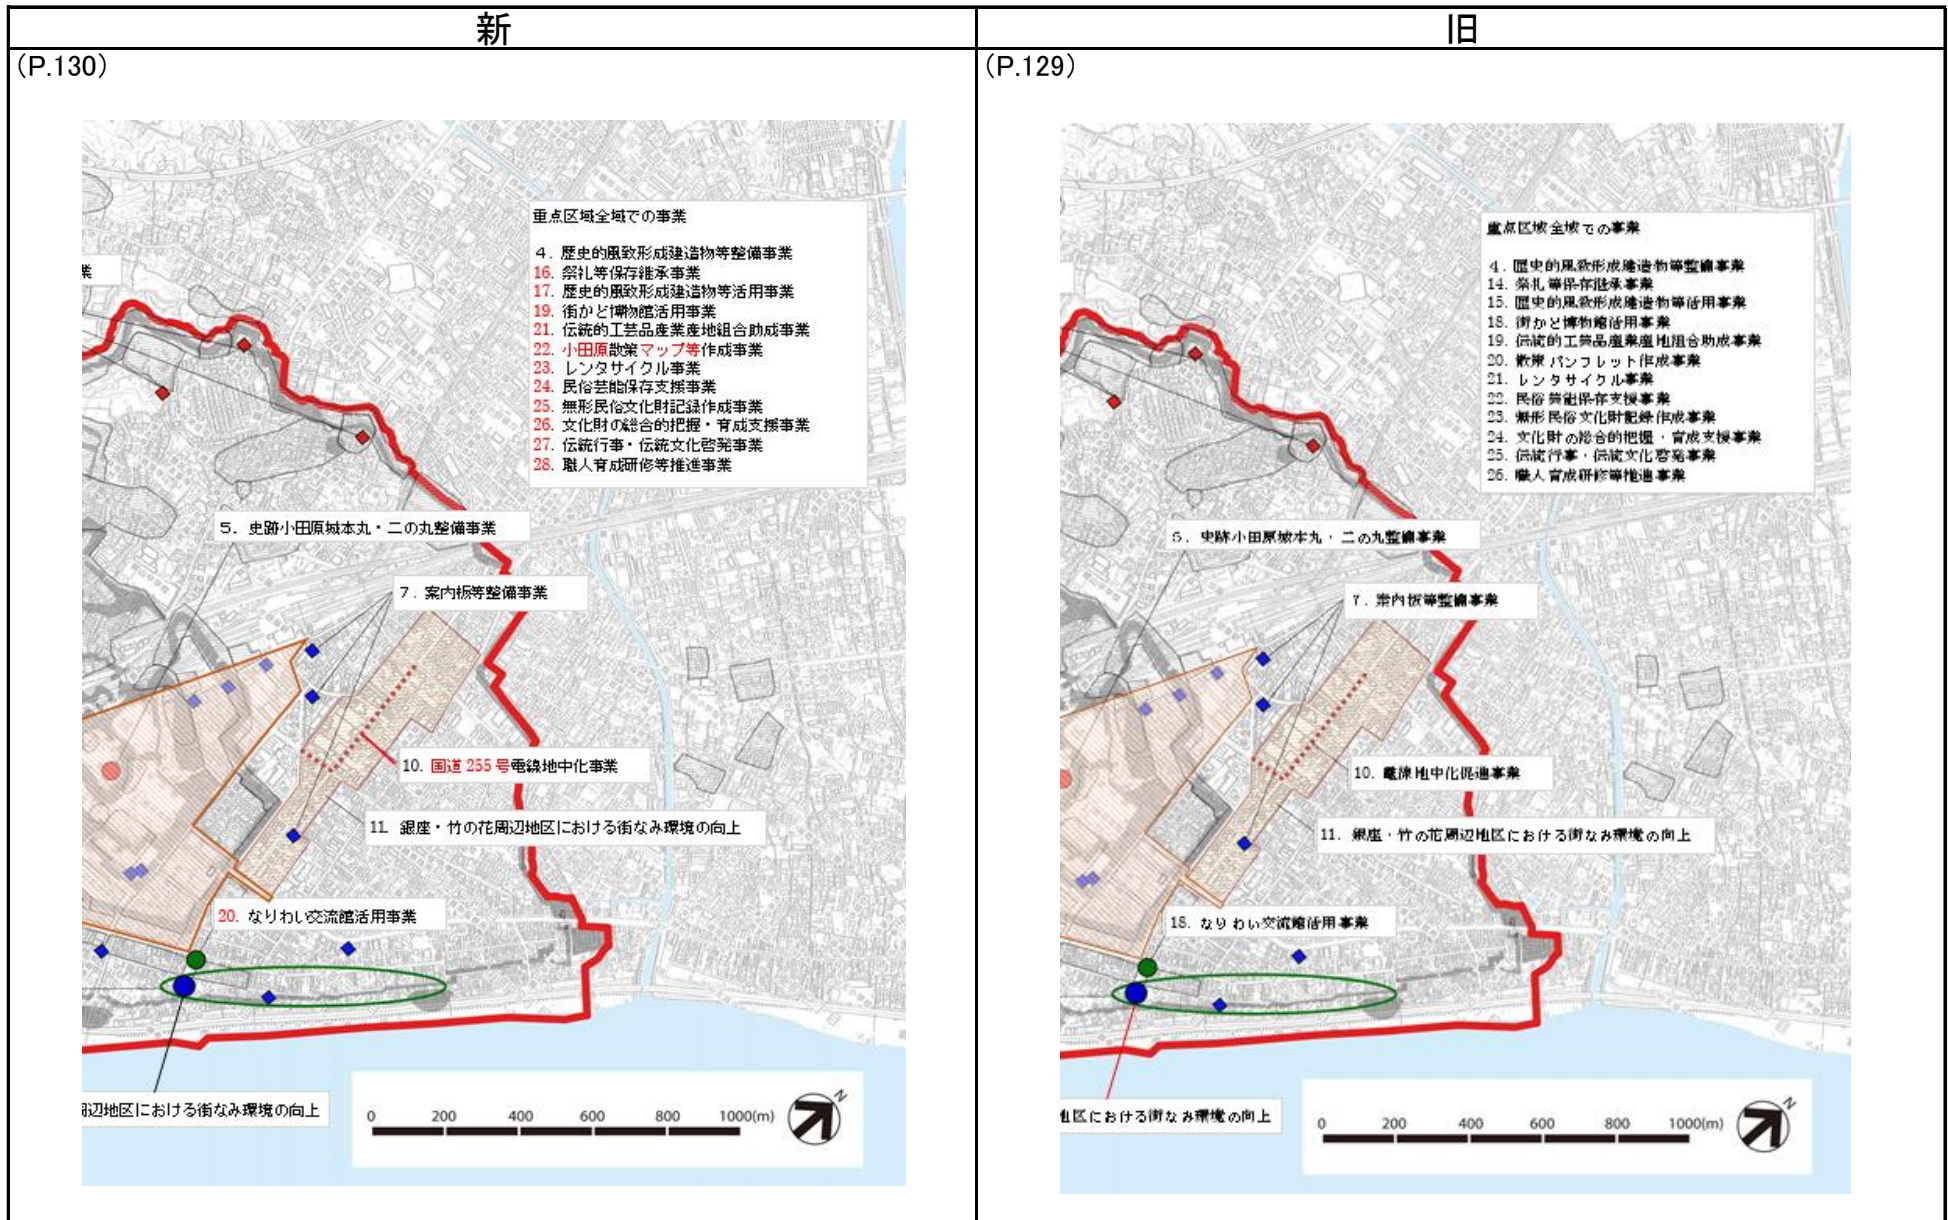 新
旧
(P.130)
業
重点区域全域での事業
4. 歴史的風致形成建造物等整備事業
16. 祭礼等保存継承事業
17. 歴史的風致形成建造物等活用事業
19. 街かど博物館活用事業
21. 伝統的工芸品産業産地組合助成事業
22. 小田原散策マップ等作成事業
23. レンタサイクル事業
24. 民俗芸能保存支援事業
25. 無形民俗文化財記録作成事業
26. 文化財の総合的把握・育成支援事業
27. 伝統行事・伝統文化啓発事業
28. 職人育成研修等推進事業
5. 史跡小田原城本丸・二の丸整備事業
7. 案内板等整備事業
10. 国道255号電線地中化事業
11. 銀座・竹の花周辺地区における街なみ環境の向上
20. なりわい交流館活用事業
周辺地区における街なみ環境の向上
0 200 400 600 800 1000(m)
N
(P.129)
重点区域全域での事業
4. 歴史的風致形成建造物等整備事業
14. 祭礼等保存継承事業
15. 歴史的風致形成建造物等活用事業
18. 街かど博物館活用事業
19. 伝統的工芸品産業産地組合助成事業
20. 散策パンフレット作成事業
21. レンタサイクル事業
22. 民俗芸能保存支援事業
23. 無形民俗文化財記録作成事業
24. 文化財の総合的把握・育成支援事業
25. 伝統行事・伝統文化啓発事業
26. 職人育成研修等推進事業
5. 史跡小田原城本丸・二の丸整備事業
7. 案内板等整備事業
10. 電線地中化促進事業
11. 銀座・竹の花周辺地区における街なみ環境の向上
18. なりわい交流館活用事業
地区における街なみ環境の向上
0 200 400 600 800 1000(m)
N